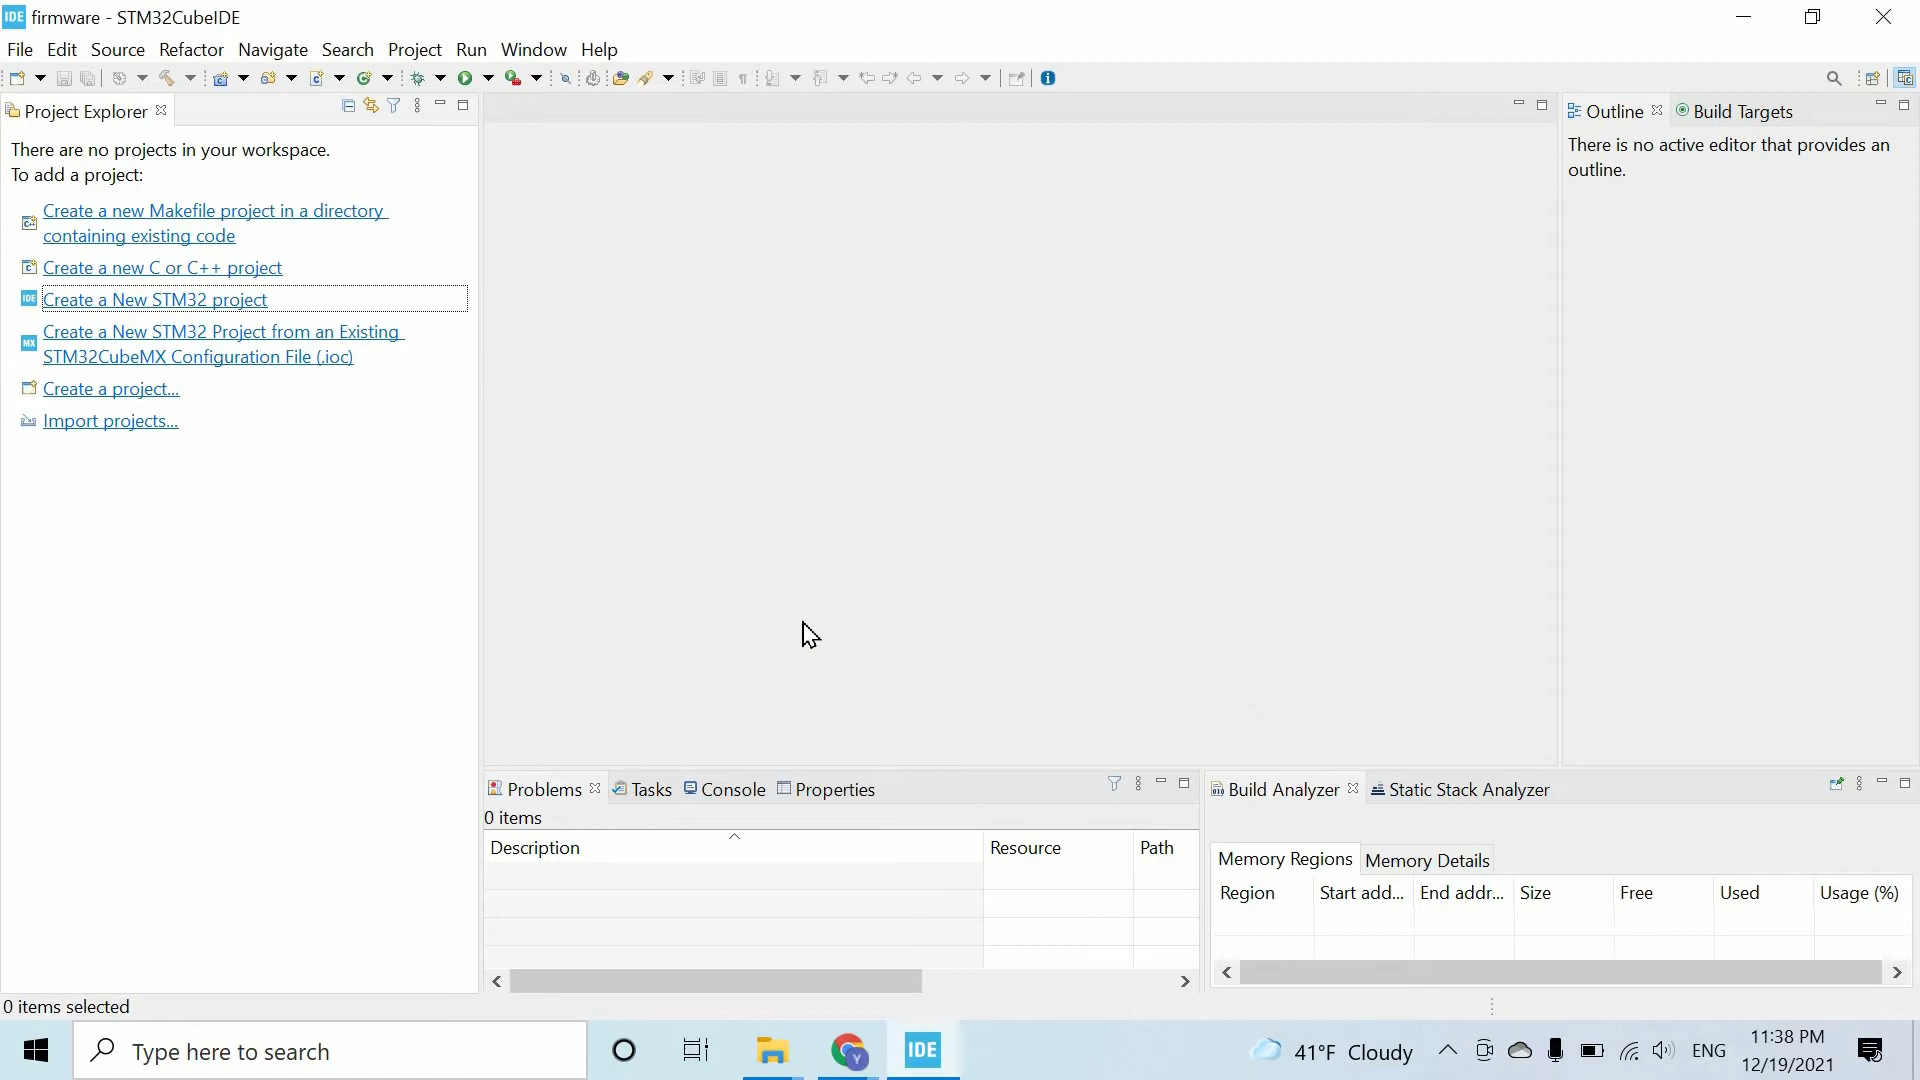 IDE firmware - STM32CubeIDE
File Edit Source Refactor Navigate Search Project Run Window Help
Project Explorer
There are no projects in your workspace.
To add a project:
Create a new Makefile project in a directory
containing existing code
Create a new C or C++ project
IDE Create a New STM32 project
MX Create a New STM32 Project from an Existing
STM32CubeMX Configuration File (.ioc)
Create a project...
Import projects...
Outline Build Targets
There is no active editor that provides an
outline.
Problems Tasks Console Properties
0 items
Description Resource Path
Build Analyzer Static Stack Analyzer
Memory Regions Memory Details
Region Start add... End addr... Size Free Used Usage (%)
0 items selected
Type here to search
Y
IDE
41°F Cloudy
ENG
11:38 PM
12/19/2021